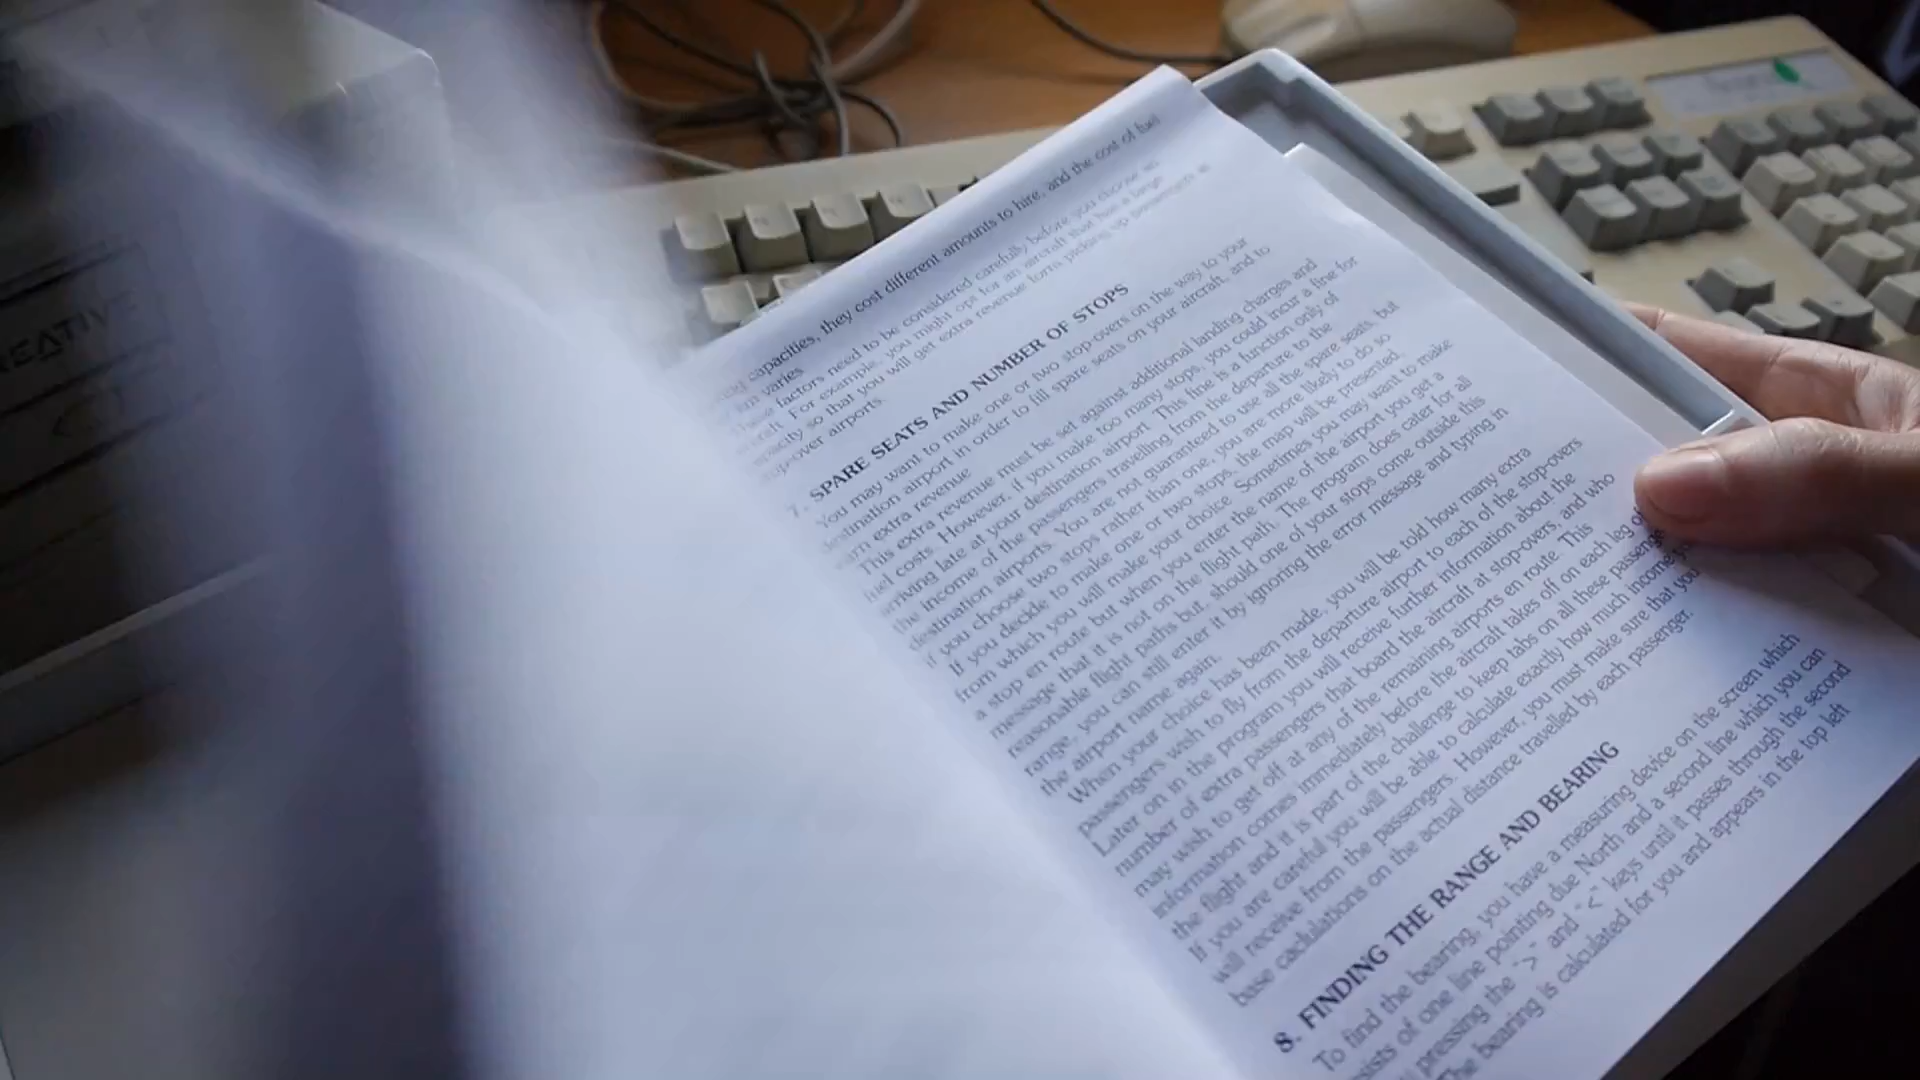 capacities, they cost different amounts to hire, and the cost of fuel
varies
factors need to be considered carefully before you choose an
For example, you might opt for an aircraft that has a large
so that you will get extra revenue form picking up passengers at
airports.
7. SPARE SEATS AND NUMBER OF STOPS
You may want to make one or two stop-overs on the way to your
destination airport in order to fill spare seats on your aircraft, and to
earn extra revenue
This extra revenue must be set against additional landing charges and
fuel costs. However, if you make too many stops, you could incur a fine for
arriving late at your destination airport. This fine is a function only of
the income of the passengers travelling from the departure to the
destination airports. You are not guaranteed to use all the spare seats, but
if you choose two stops rather than one, you are more likely to do so
If you decide to make one or two stops, the map will be presented,
from which you will make your choice. Sometimes you may want to make
a stop en route but when you enter the name of the airport you get a
message that it is not on the flight path. The program does cater for all
reasonable flight paths but, should one of your stops come outside this
range, you can still enter it by ignoring the error message and typing in
the airport name again.
When your choice has been made, you will be told how many extra
passengers wish to fly from the departure airport to each of the stop-overs
Later on in the program you will receive further information about the
number of extra passengers that board the aircraft at stop-overs, and who
may wish to get off at any of the remaining airports en route. This
information comes immediately before the aircraft takes off on each leg of
the flight and it is part of the challenge to keep tabs on all these
If you are careful you will be able to calculate exactly how much income you
will receive from the passengers. However, you must make sure that you
base caclulations on the actual distance travelled by each passenger.
8. FINDING THE RANGE AND BEARING
To find the bearing, you have a measuring device on the screen which
of one line pointing due North and a second line which you can
pressing the ">" and "<" keys until it passes through the second
The bearing is calculated for you and appears in the top left